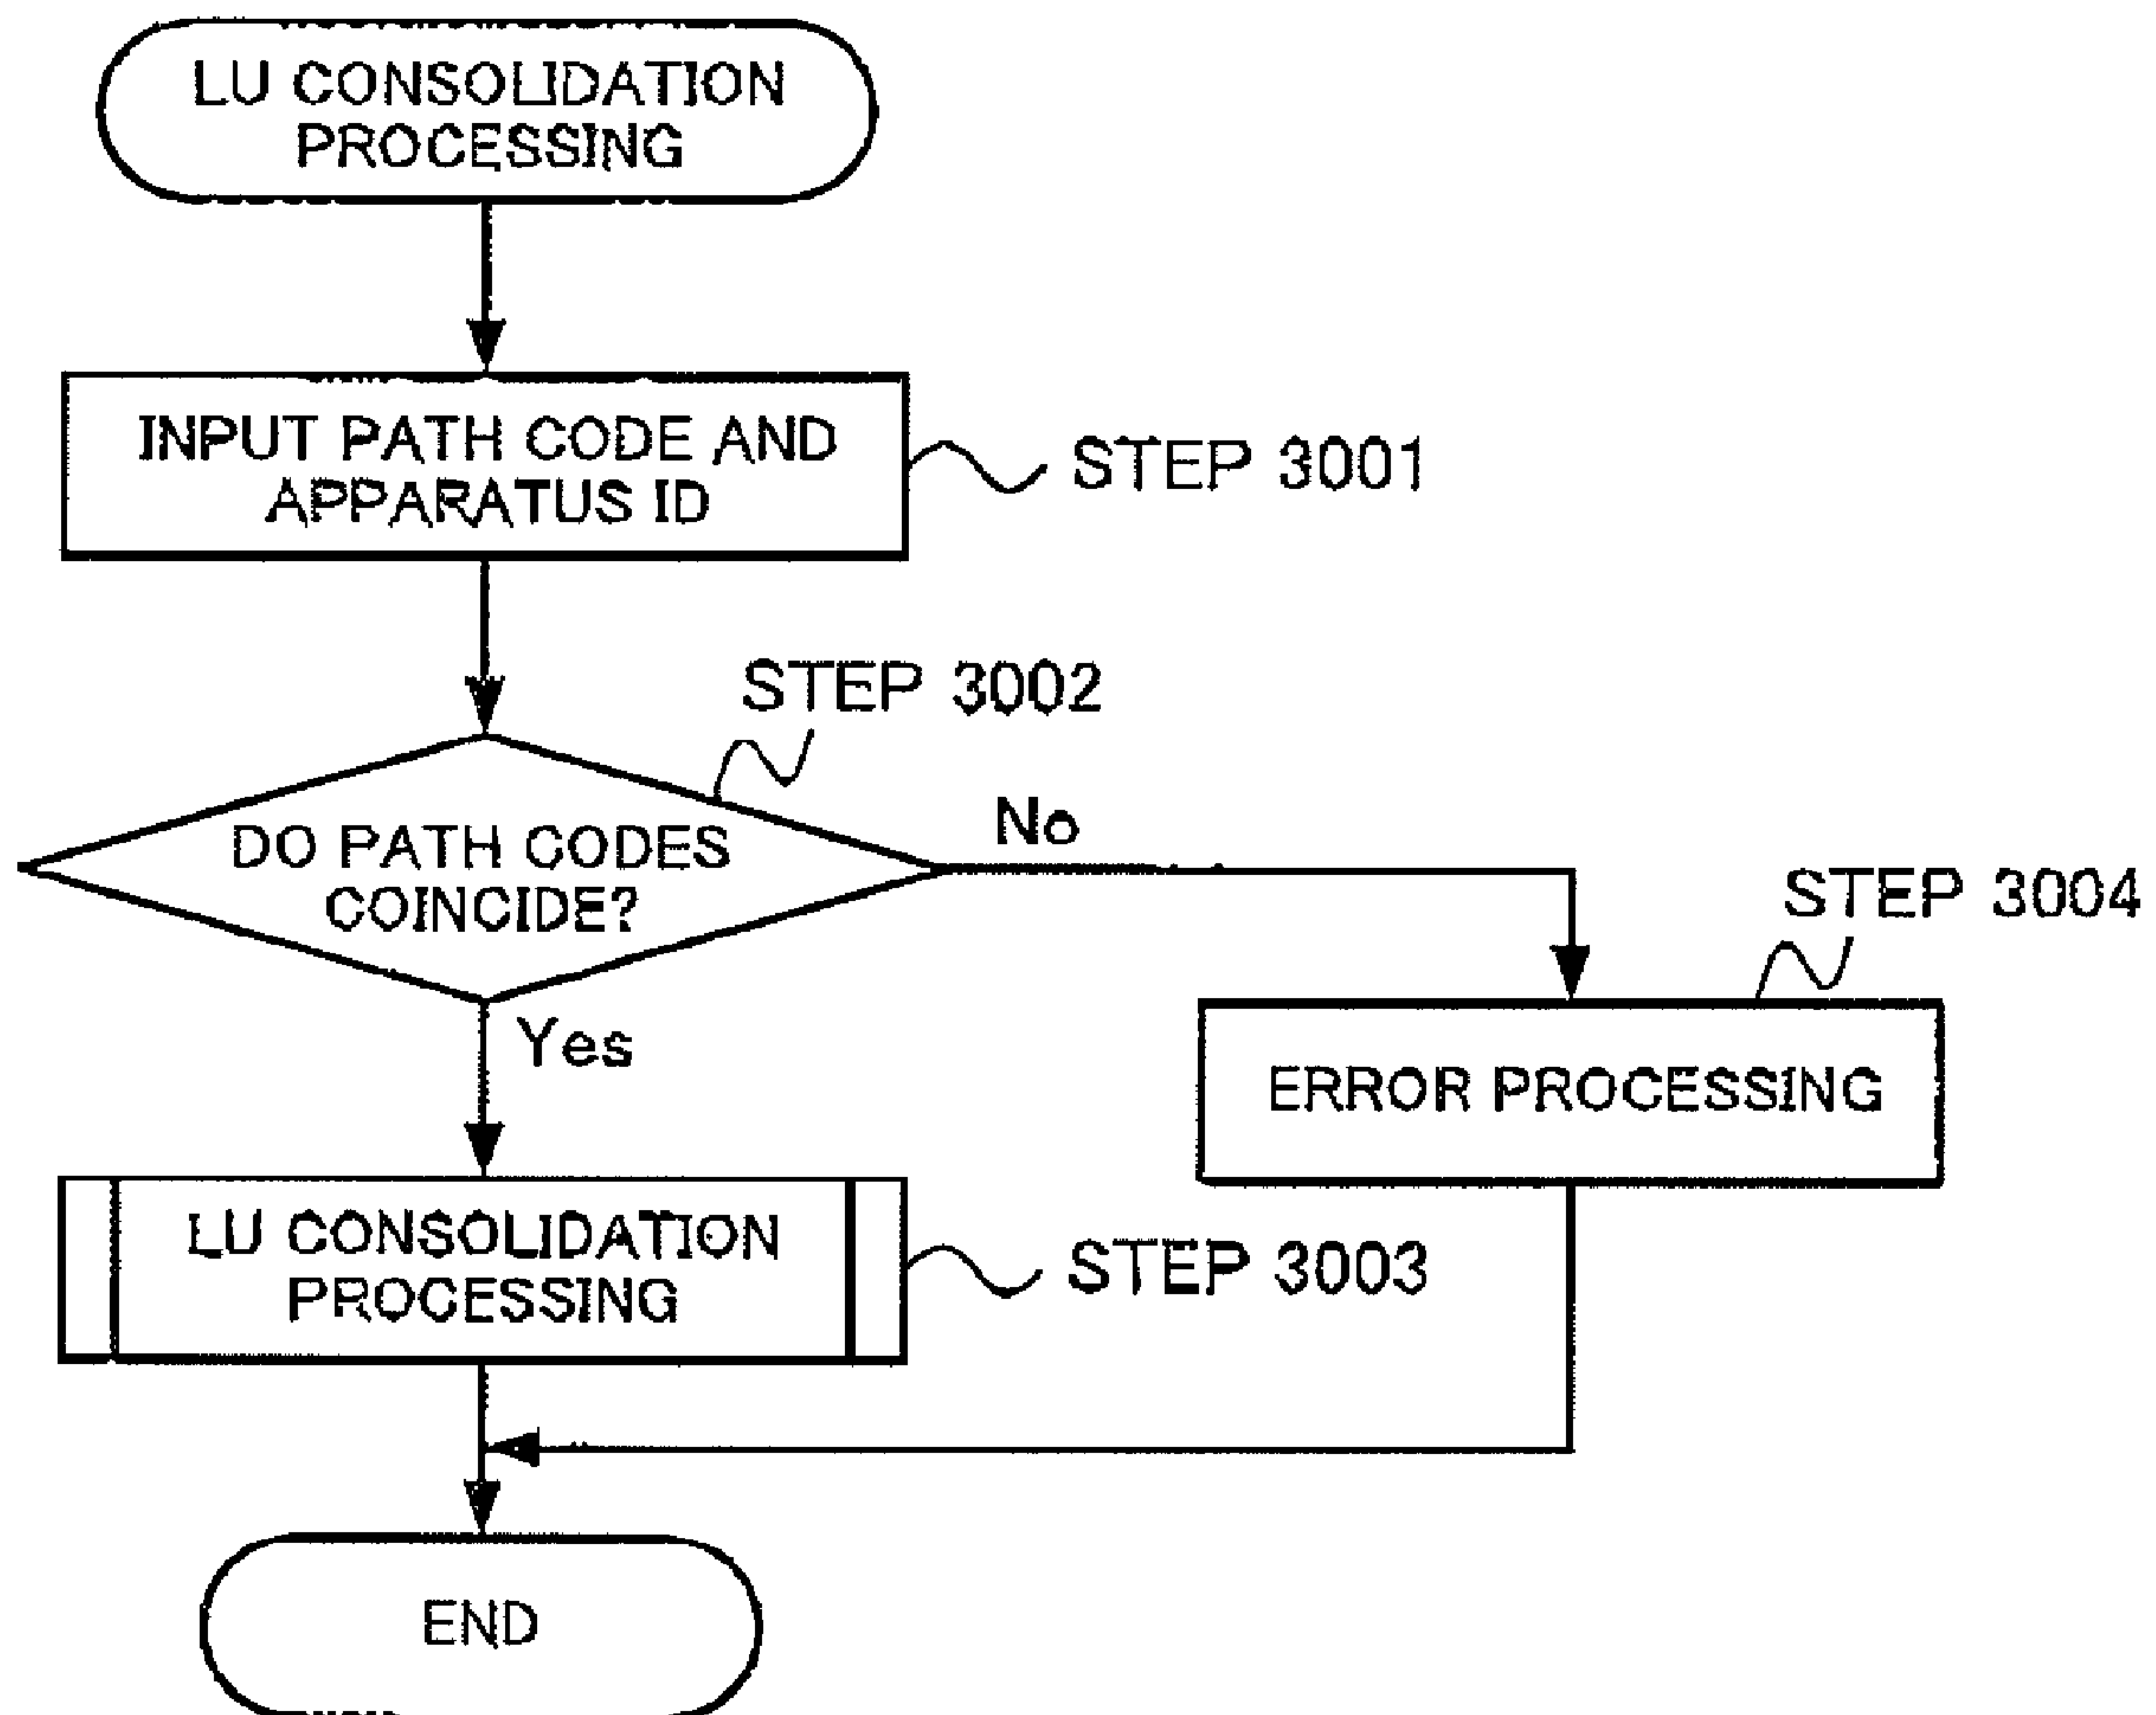 LU CONSOLIDATION
PROCESSING
INPUT PATH CODE AND
APPARATUS ID
STEP 3001
STEP 3002
DO PATH CODES
COINCIDE?
No
STEP 3004
Yes
ERROR PROCESSING
LU CONSOLIDATION
PROCESSING
STEP 3003
END